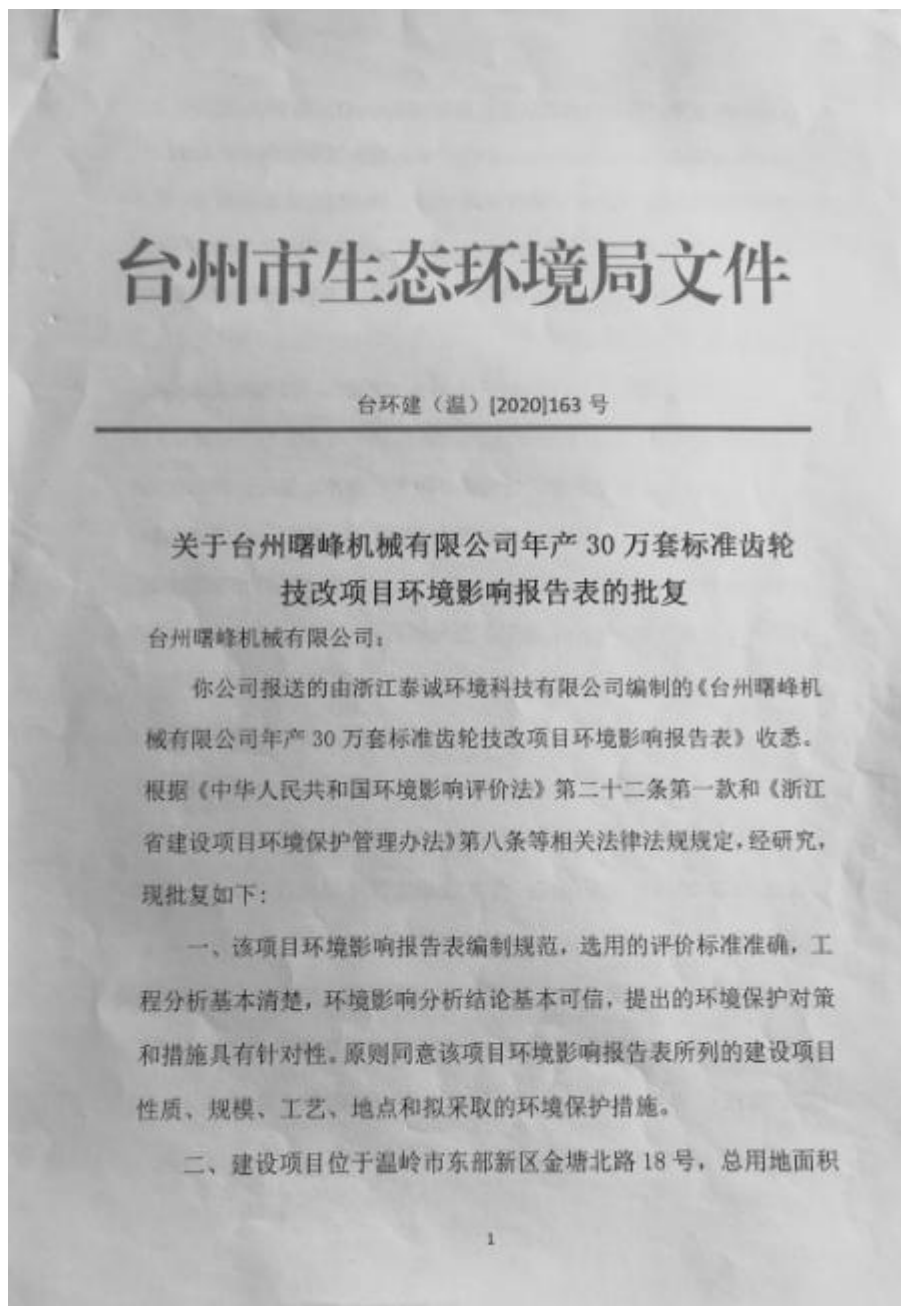 台州市生态环境局文件
台环建（温）[2020]163 号
关于台州曙峰机械有限公司年产 30 万套标准齿轮
技改项目环境影响报告表的批复
台州曙峰机械有限公司：
你公司报送的由浙江泰诚环境科技有限公司编制的《台州曙峰机
械有限公司年产 30 万套标准齿轮技改项目环境影响报告表》收悉。
根据《中华人民共和国环境影响评价法》第二十二条第一款和《浙江
省建设项目环境保护管理办法》第八条等相关法律法规规定，经研究，
现批复如下：
一、该项目环境影响报告表编制规范，选用的评价标准准确，工
程分析基本清楚，环境影响分析结论基本可信，提出的环境保护对策
和措施具有针对性。原则同意该项目环境影响报告表所列的建设项目
性质、规模、工艺、地点和拟采取的环境保护措施。
二、建设项目位于温岭市东部新区金塘北路 18 号，总用地面积
1